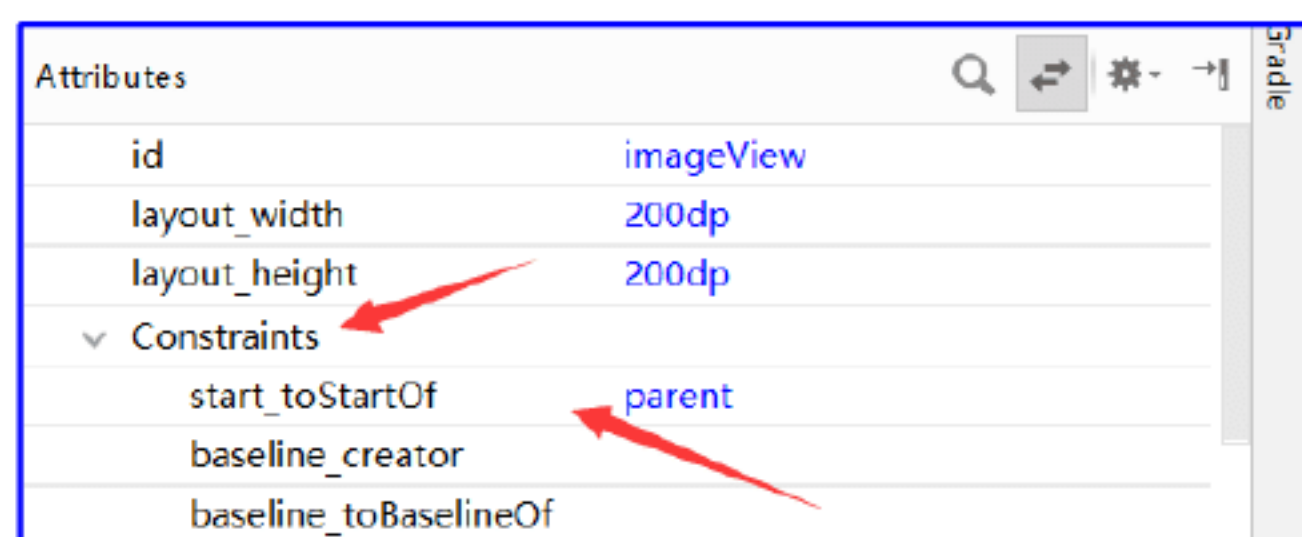 Attributes
Gradle
id imageView
layout_width 200dp
layout_height 200dp
Constraints
start_toStartOf parent
baseline_creator
baseline_toBaselineOf